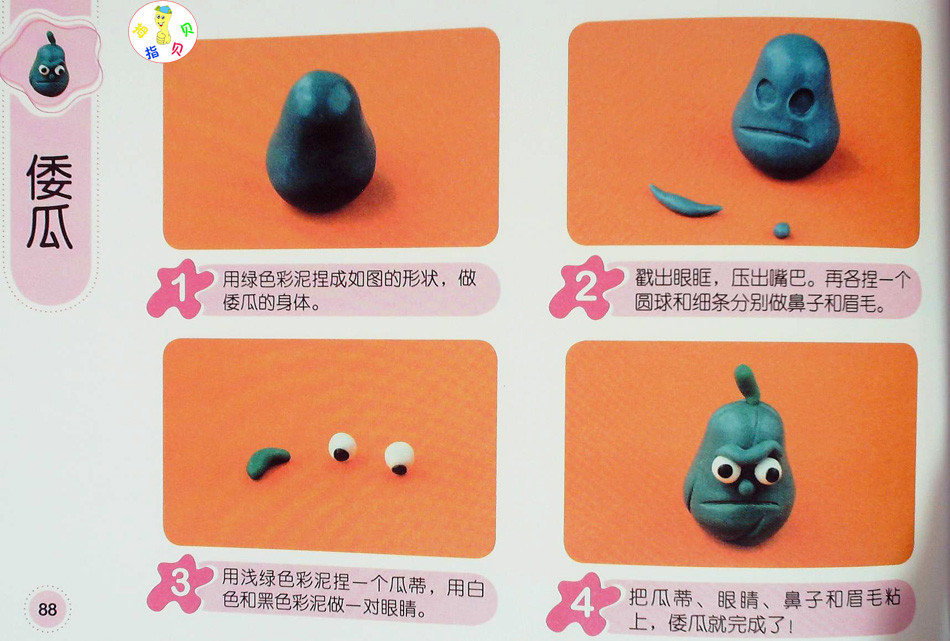 倭瓜
指
贝
贝
1
用绿色彩泥捏成如图的形状，做
倭瓜的身体。
2
戳出眼眶，压出嘴巴。再各捏一个
圆球和细条分别做鼻子和眉毛。
3
用浅绿色彩泥捏一个瓜蒂，用白
色和黑色彩泥做一对眼睛。
4
把瓜蒂、眼睛、鼻子和眉毛粘
上，倭瓜就完成了！
88